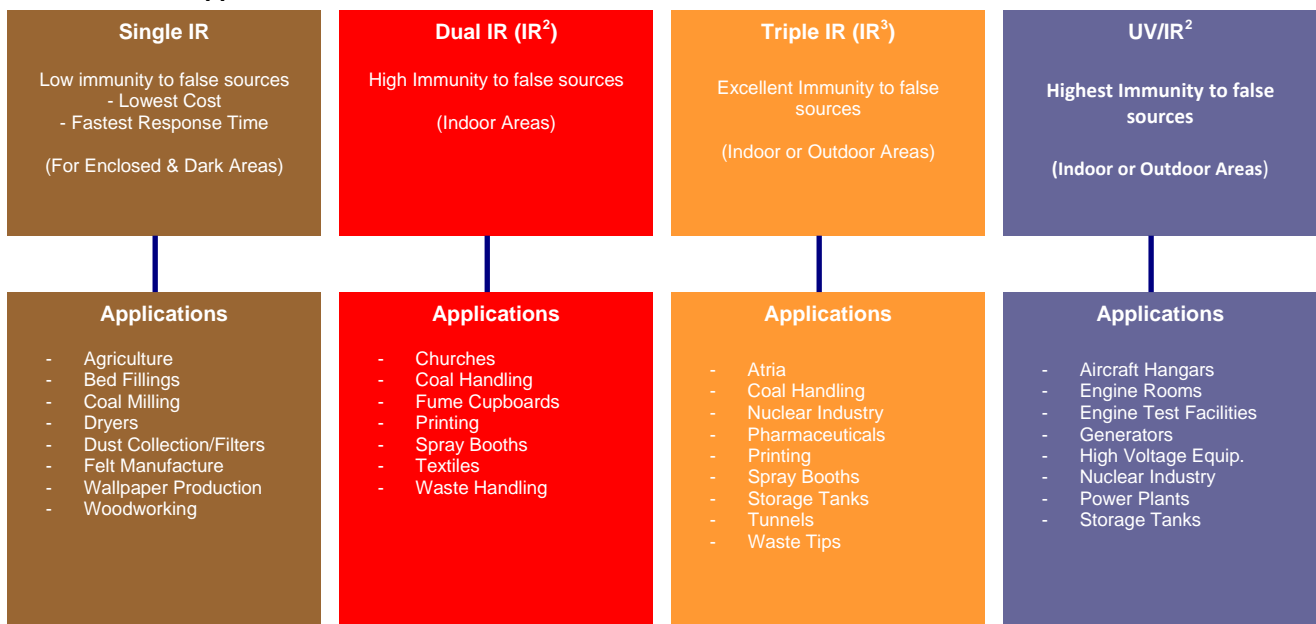 Single IR
Low immunity to false sources
- Lowest Cost
- Fastest Response Time
(For Enclosed & Dark Areas)
Dual IR (IR²)
High Immunity to false sources
(Indoor Areas)
Triple IR (IR³)
Excellent Immunity to false
sources
(Indoor or Outdoor Areas)
UV/IR²
Highest Immunity to false
sources
(Indoor or Outdoor Areas)
Applications
- Agriculture
- Bed Fillings
- Coal Milling
- Dryers
- Dust Collection/Filters
- Felt Manufacture
- Wallpaper Production
- Woodworking
Applications
- Churches
- Coal Handling
- Fume Cupboards
- Printing
- Spray Booths
- Textiles
- Waste Handling
Applications
- Atria
- Coal Handling
- Nuclear Industry
- Pharmaceuticals
- Printing
- Spray Booths
- Storage Tanks
- Tunnels
- Waste Tips
Applications
- Aircraft Hangars
- Engine Rooms
- Engine Test Facilities
- Generators
- High Voltage Equip.
- Nuclear Industry
- Power Plants
- Storage Tanks